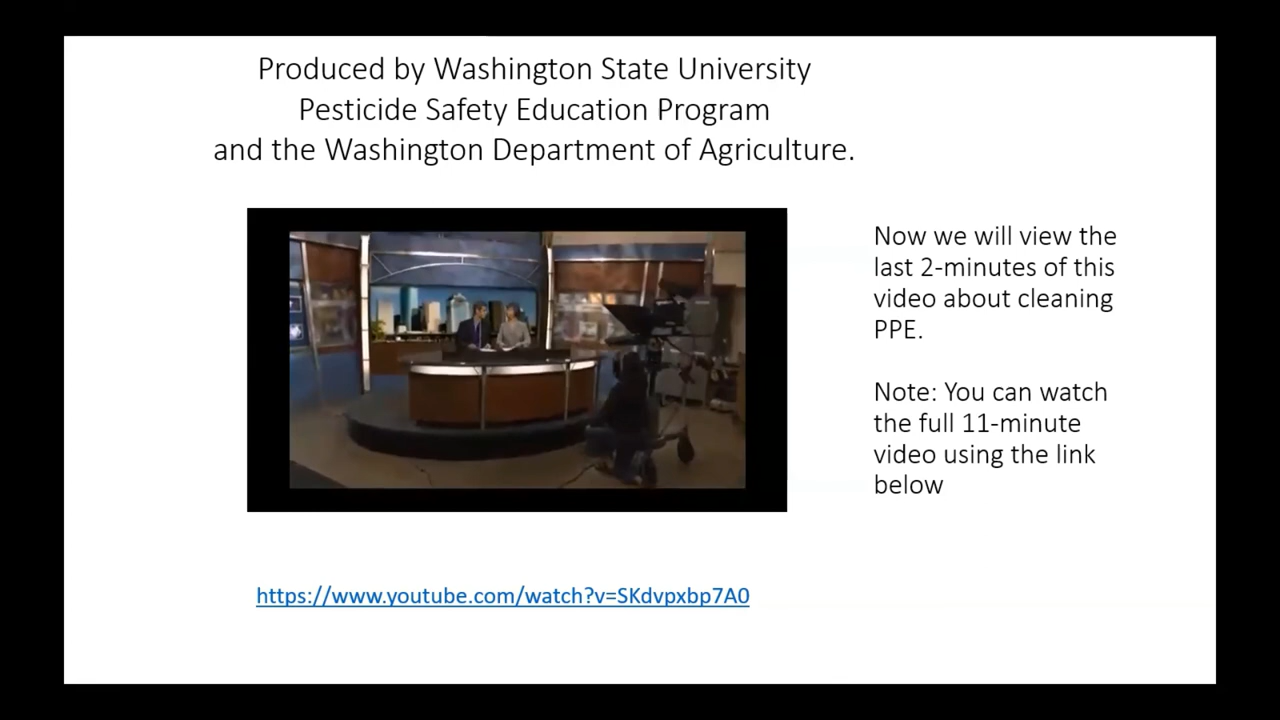 Produced by Washington State University
Pesticide Safety Education Program
and the Washington Department of Agriculture.
Now we will view the
last 2-minutes of this
video about cleaning
PPE.
Note: You can watch
the full 11-minute
video using the link
below
https://www.youtube.com/watch?v=SKdvpxbp7A0